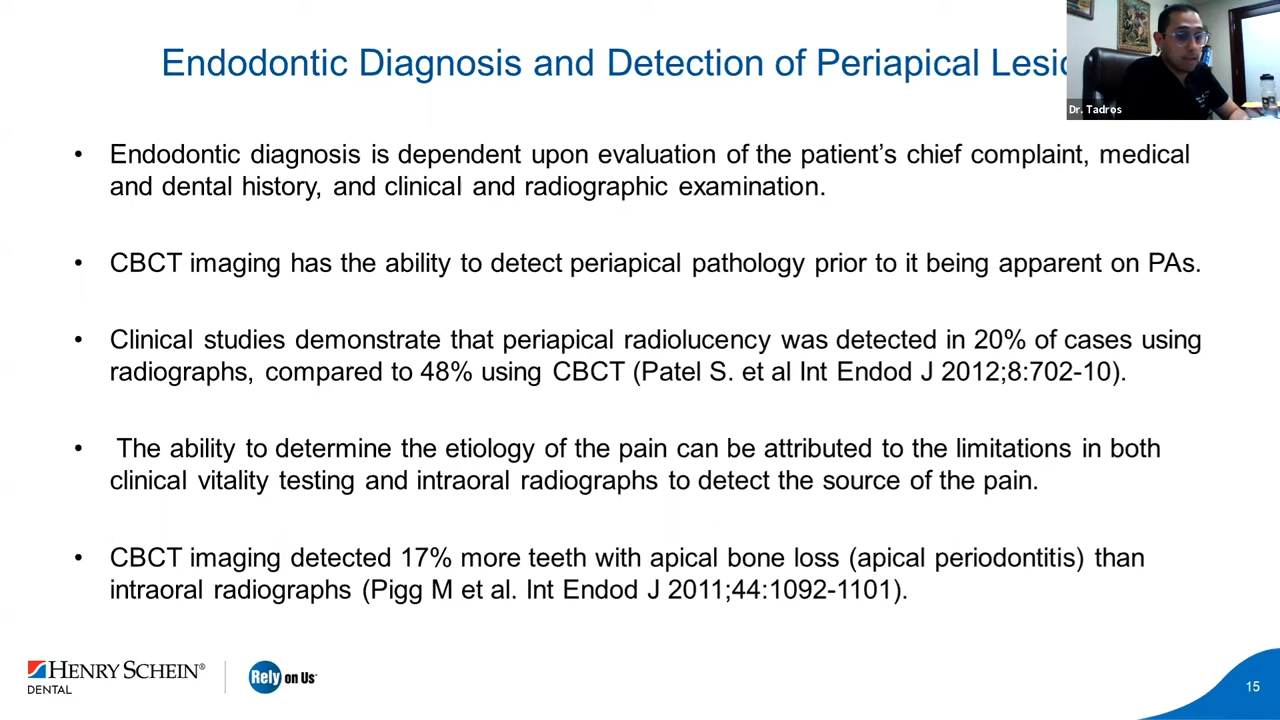 Endodontic Diagnosis and Detection of Periapical
Dr. Tadros
• Endodontic diagnosis is dependent upon evaluation of the patient’s chief complaint, medical
and dental history, and clinical and radiographic examination.
• CBCT imaging has the ability to detect periapical pathology prior to it being apparent on PAs.
• Clinical studies demonstrate that periapical radiolucency was detected in 20% of cases using
radiographs, compared to 48% using CBCT (Patel S. et al Int Endod J 2012;8:702-10).
• The ability to determine the etiology of the pain can be attributed to the limitations in both
clinical vitality testing and intraoral radiographs to detect the source of the pain.
• CBCT imaging detected 17% more teeth with apical bone loss (apical periodontitis) than
intraoral radiographs (Pigg M et al. Int Endod J 2011;44:1092-1101).
HENRY SCHEIN®
DENTAL
Rely on Us™
15